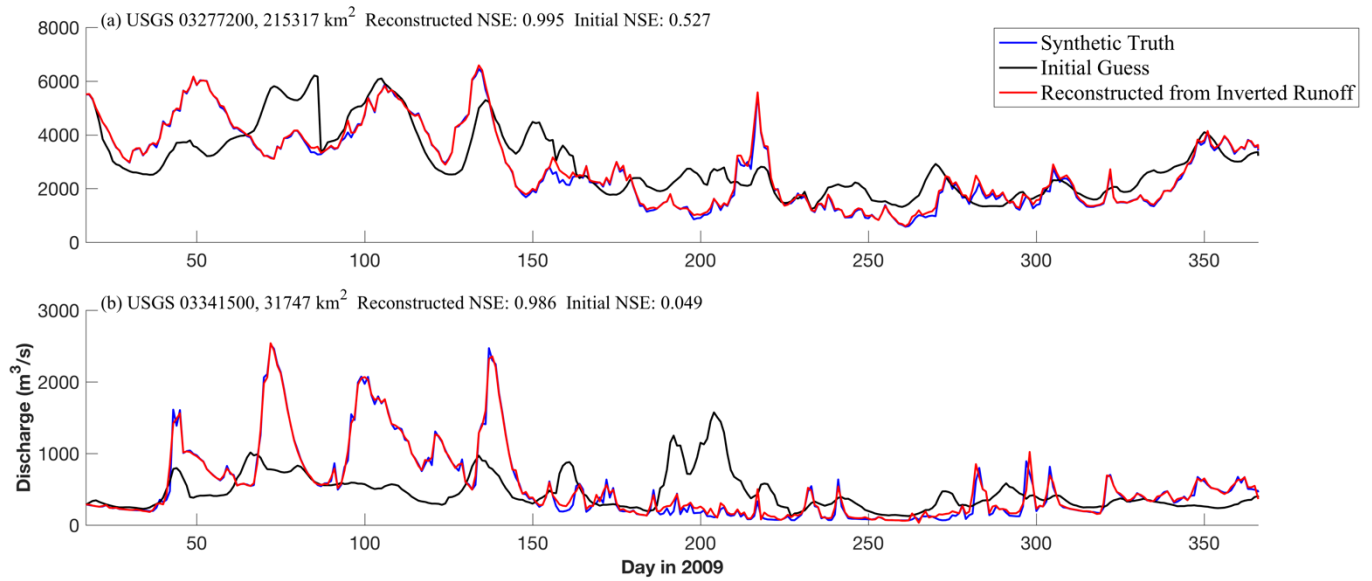 (a) USGS 03277200, 215317 km² Reconstructed NSE: 0.995 Initial NSE: 0.527
Synthetic Truth
Initial Guess
Reconstructed from Inverted Runoff
8000
6000
4000
2000
0
50 100 150 200 250 300 350
(b) USGS 03341500, 31747 km² Reconstructed NSE: 0.986 Initial NSE: 0.049
3000
2000
1000
0
Discharge (m³/s)
50 100 150 200 250 300 350
Day in 2009